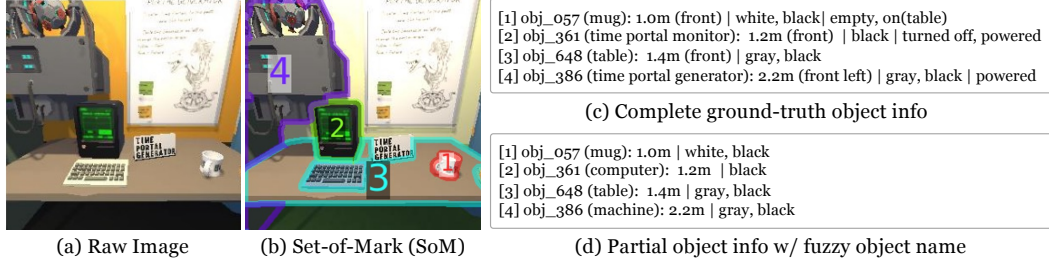 TIME
PORTAL
GENERATOR
(a) Raw Image
4
2
TIME
PORTAL
GENERATOR
1
3
(b) Set-of-Mark (SoM)
[1] obj_057 (mug): 1.0m (front) | white, black| empty, on(table)
[2] obj_361 (time portal monitor): 1.2m (front) | black | turned off, powered
[3] obj_648 (table): 1.4m (front) | gray, black
[4] obj_386 (time portal generator): 2.2m (front left) | gray, black | powered
(c) Complete ground-truth object info
[1] obj_057 (mug): 1.0m | white, black
[2] obj_361 (computer): 1.2m | black
[3] obj_648 (table): 1.4m | gray, black
[4] obj_386 (machine): 2.2m | gray, black
(d) Partial object info w/ fuzzy object name